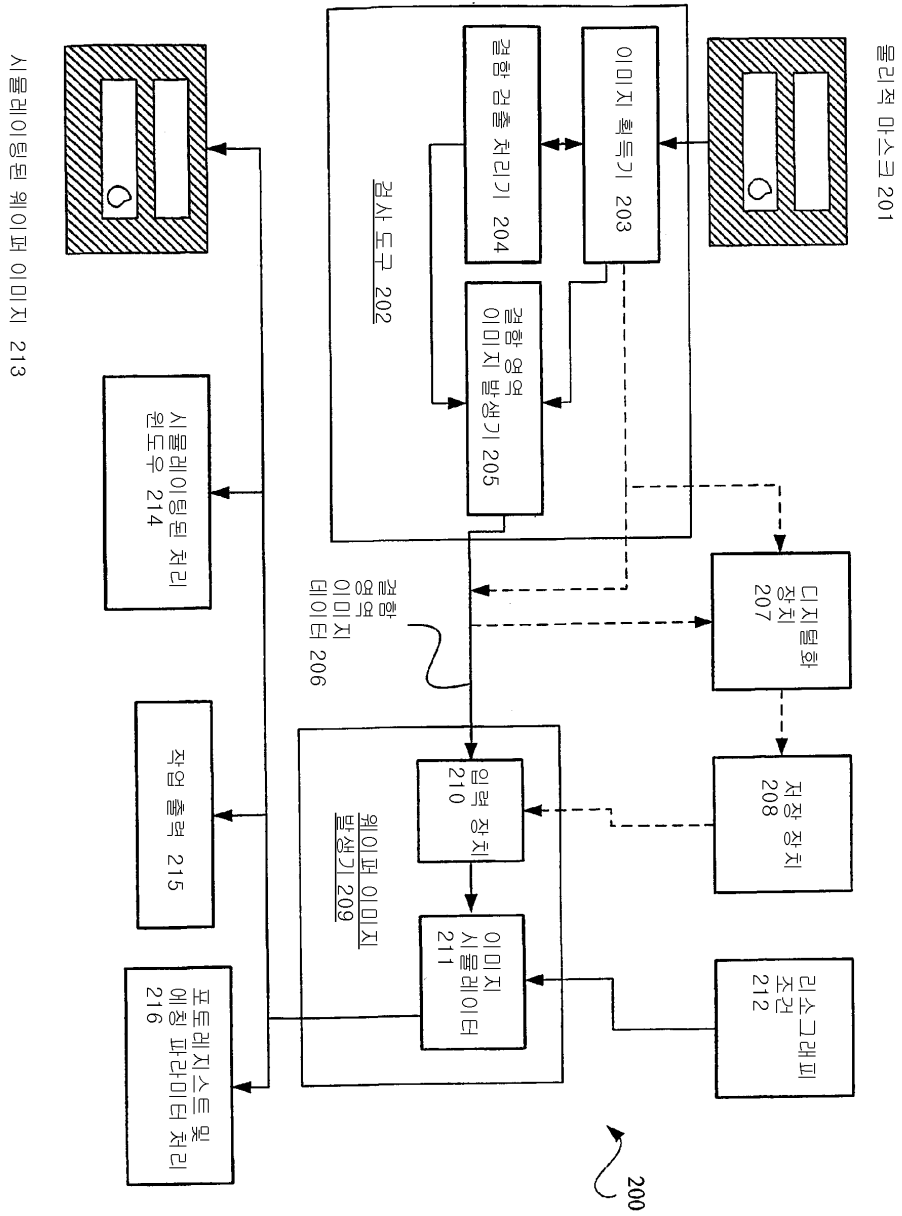 물리적 마스크 201
이미지 획득기 203
결함 검출 처리기 204
결함 영역
이미지 발생기 205
검사 도구 202
디지털화
장치
207
저장 장치
208
리소그래피
조건
212
결함
영역
이미지
데이터 206
입력 장치
210
이미지
시뮬레이터
211
웨이퍼 이미지
발생기 209
시뮬레이팅된 웨이퍼 이미지 213
시뮬레이팅된 처리
윈도우 214
작업 출력 215
포토레지스트 및
에칭 파라미터 처리
216
200